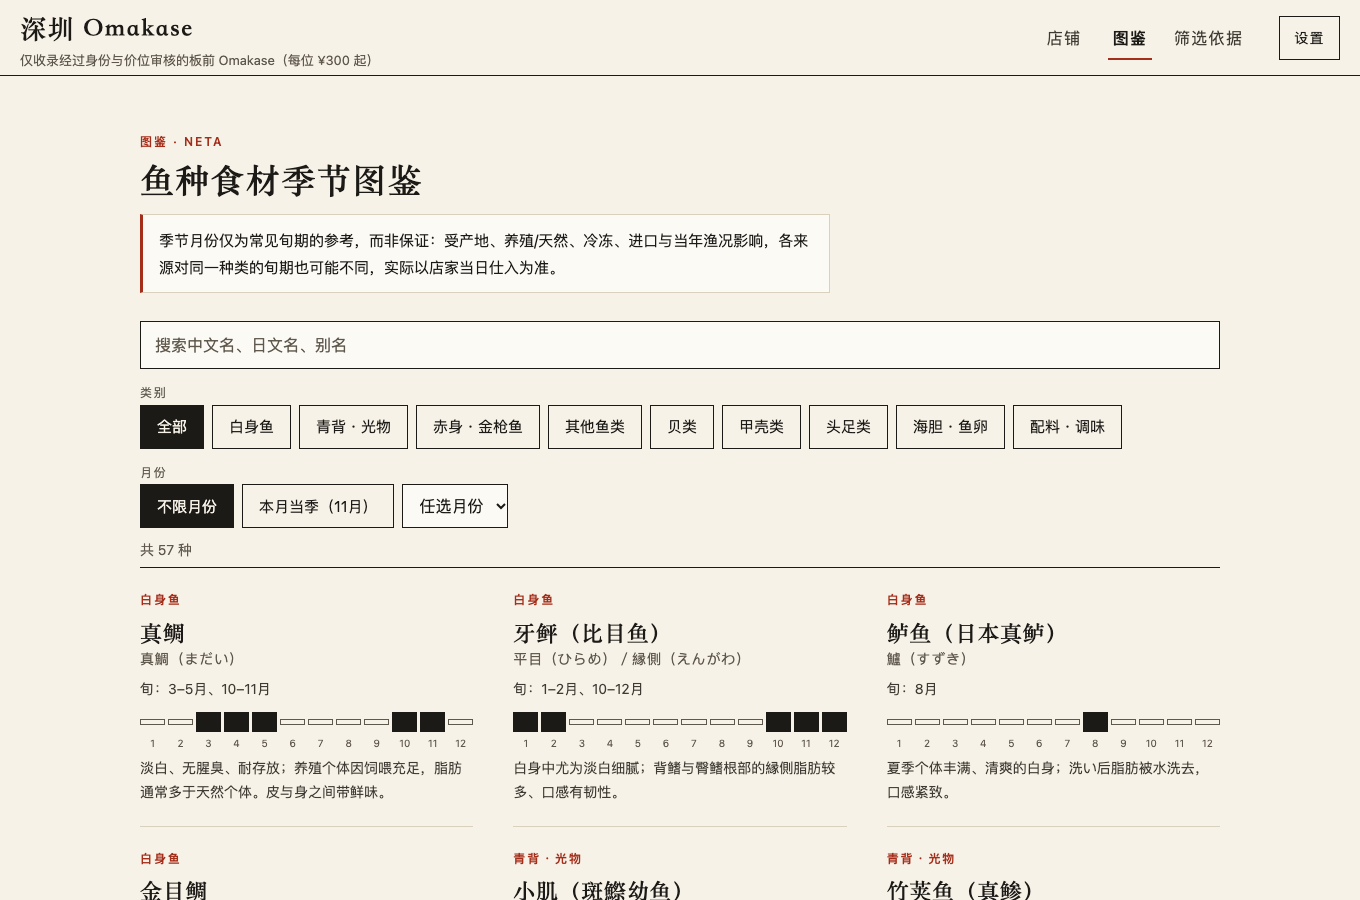 深圳 Omakase
仅收录经过身份与价位审核的板前 Omakase（每位 ¥300 起）
店铺
图鉴
筛选依据
设置
图鉴 · NETA
鱼种食材季节图鉴
季节月份仅为常见旬期的参考，而非保证：受产地、养殖/天然、冷冻、进口与当年渔况影响，各来
源对同一种类的旬期也可能不同，实际以店家当日仕入为准。
搜索中文名、日文名、别名
类别
全部
白身鱼
青背 · 光物
赤身 · 金枪鱼
其他鱼类
贝类
甲壳类
头足类
海胆 · 鱼卵
配料 · 调味
月份
不限月份
本月当季（11月）
任选月份
共 57 种
白身鱼
真鲷
真鯛（まだい）
旬：3–5月、10–11月
1 2 3 4 5 6 7 8 9 10 11 12
淡白、无腥臭、耐存放；养殖个体因饲喂充足，脂肪
通常多于天然个体。皮与身之间带鲜味。
白身鱼
牙鲆（比目鱼）
平目（ひらめ） / 縁側（えんがわ）
旬：1–2月、10–12月
1 2 3 4 5 6 7 8 9 10 11 12
白身中尤为淡白细腻；背鳍与臀鳍根部的縁側脂肪较
多、口感有韧性。
白身鱼
鲈鱼（日本真鲈）
鱸（すずき）
旬：8月
1 2 3 4 5 6 7 8 9 10 11 12
夏季个体丰满、清爽的白身；洗い后脂肪被水洗去，
口感紧致。
白身鱼
金目鲷
青背 · 光物
小肌（斑鰶幼鱼）
青背 · 光物
竹荚鱼（真鲹）